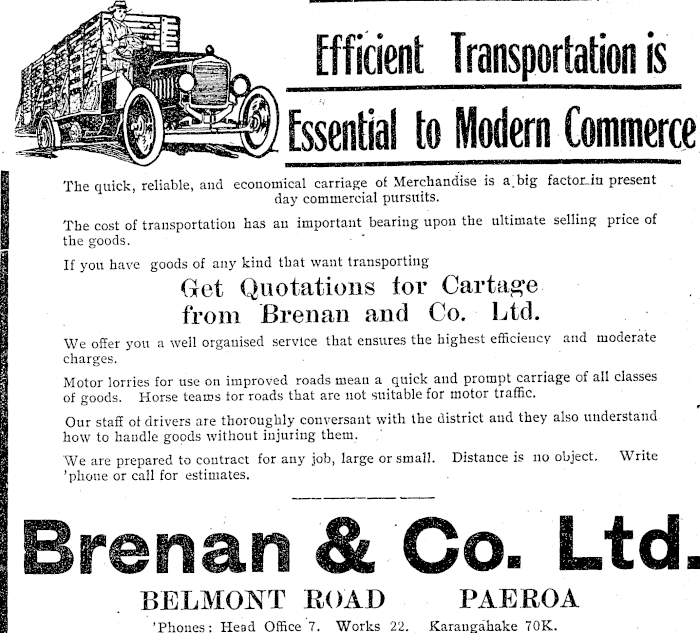 Efficient Transportation is
Essential to Modern Commerce
The quick, reliable, and economical carriage of Merchandise is a big factor in present
day commercial pursuits.
The cost of transportation has an important bearing upon the ultimate selling price of
the goods.
If you have goods of any kind that want transporting
Get Quotations for Cartage
from Brenan and Co. Ltd.
We offer you a well organised service that ensures the highest efficiency and moderate
charges.
Motor lorries for use on improved roads mean a quick and prompt carriage of all classes
of goods. Horse teams for roads that are not suitable for motor traffic.
Our staff of drivers are thoroughly conversant with the district and they also understand
how to handle goods without injuring them.
We are prepared to contract for any job, large or small. Distance is no object. Write
'phone or call for estimates.
Brenan & Co. Ltd.
BELMONT ROAD PAEROA
'Phones: Head Office 7. Works 22. Karangahake 70K.